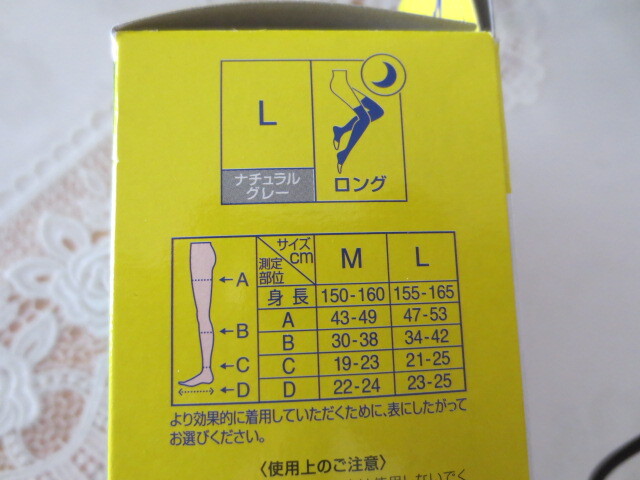 L
ナチュラル
グレー
ロング
サイズ
cm
測定
部位
M L
身長 150-160 155-165
A 43-49 47-53
B 30-38 34-42
C 19-23 21-25
D 22-24 23-25
A
B
C
D
より効果的に着用していただくために、表にしたがって
お選びください。
〈使用上のご注意〉